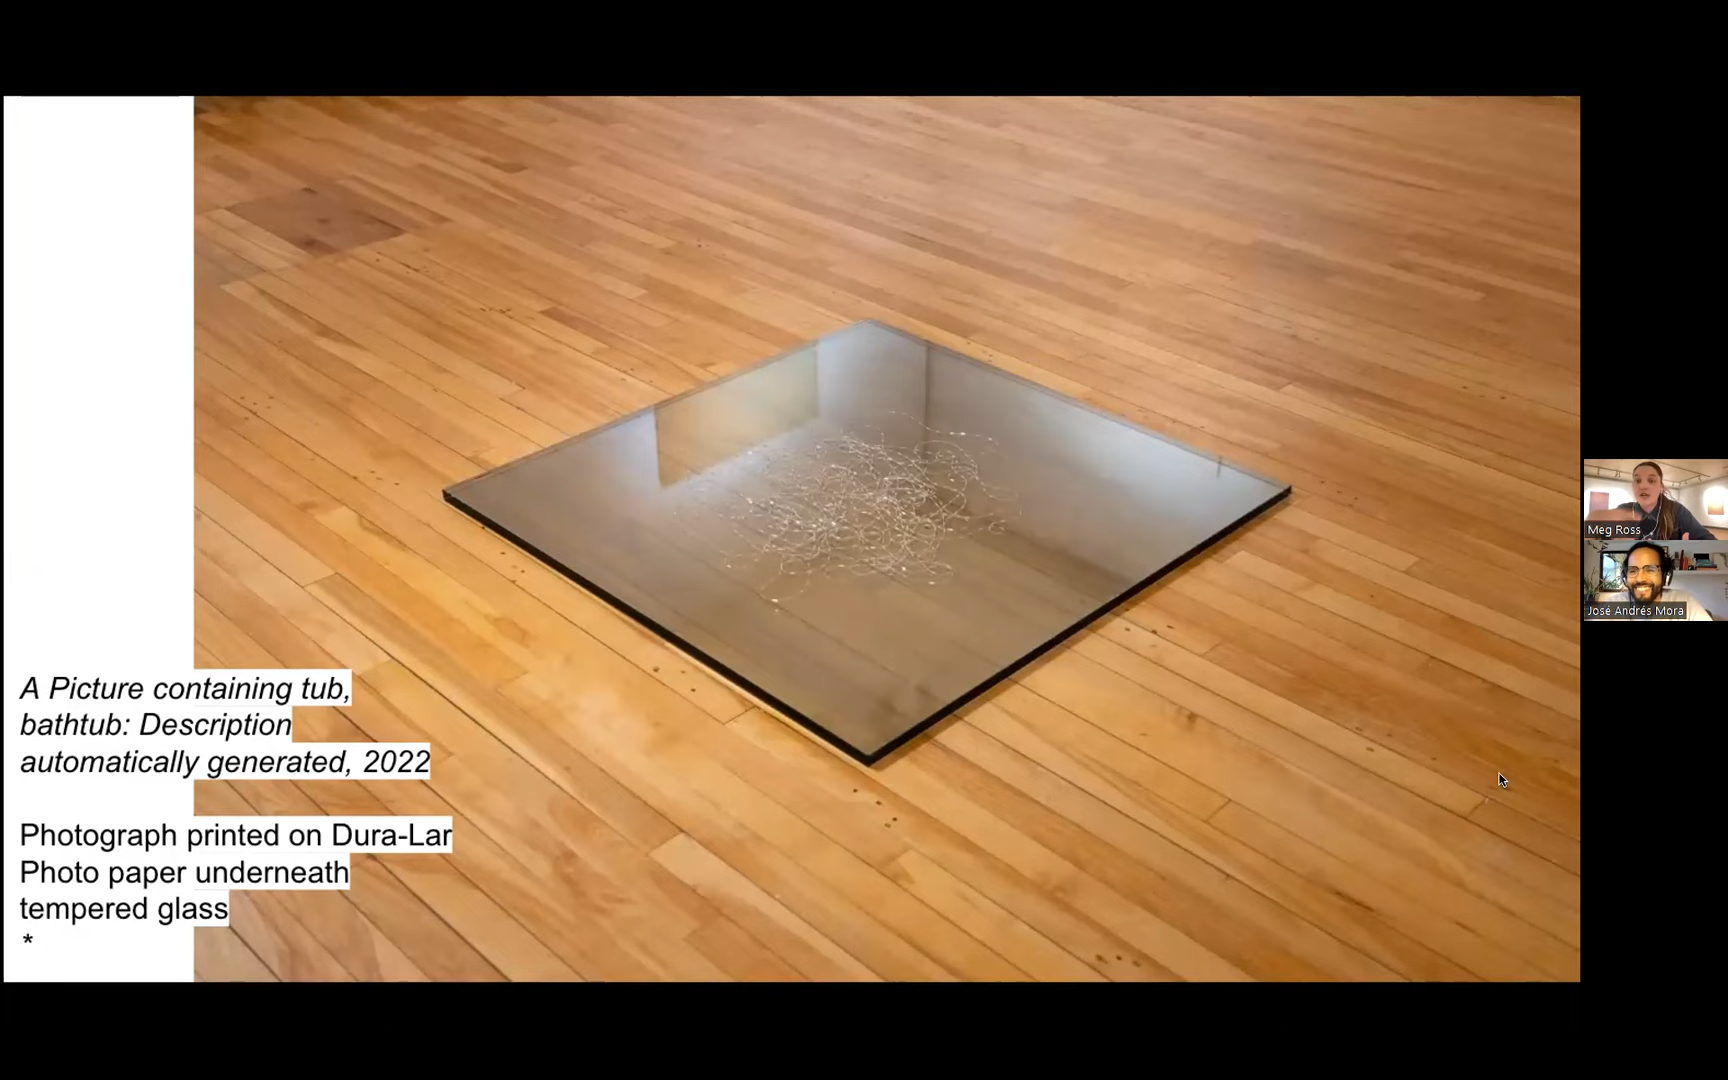 A Picture containing tub,
bathtub: Description
automatically generated, 2022
Photograph printed on Dura-Lar
Photo paper underneath
tempered glass
*
Meg Ross
José Andrés Mora